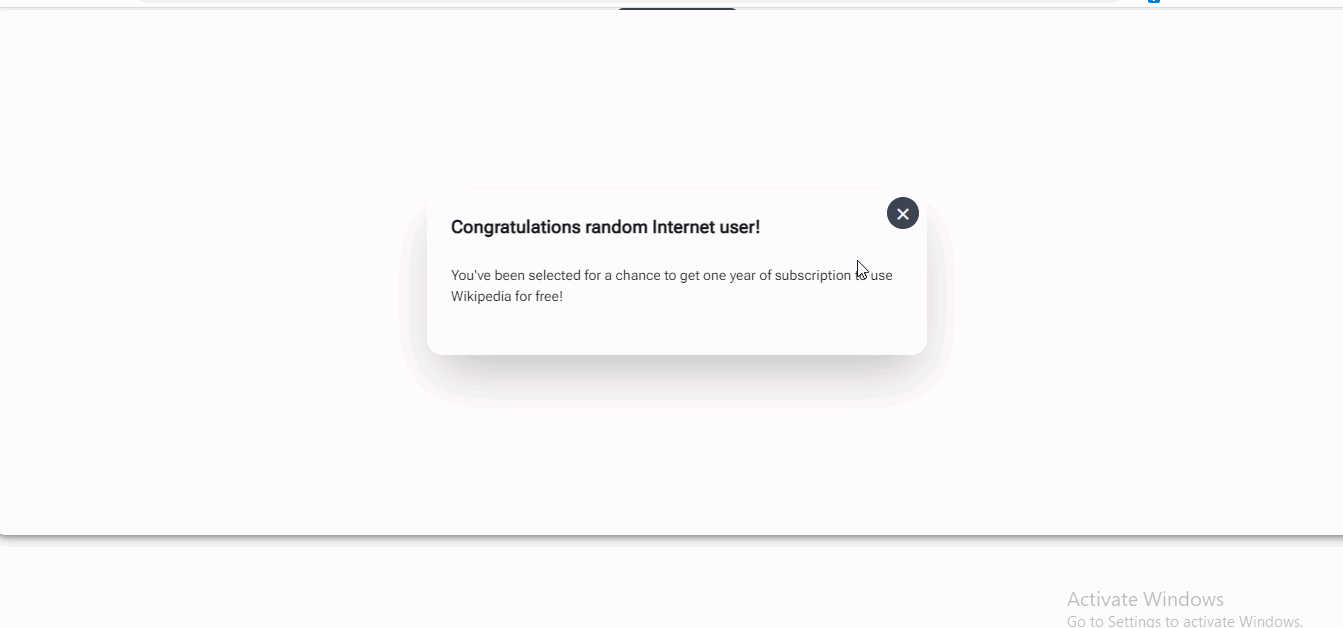 Congratulations random Internet user!
You've been selected for a chance to get one year of subscription to use
Wikipedia for free!
Activate Windows
Go to Settings to activate Windows.